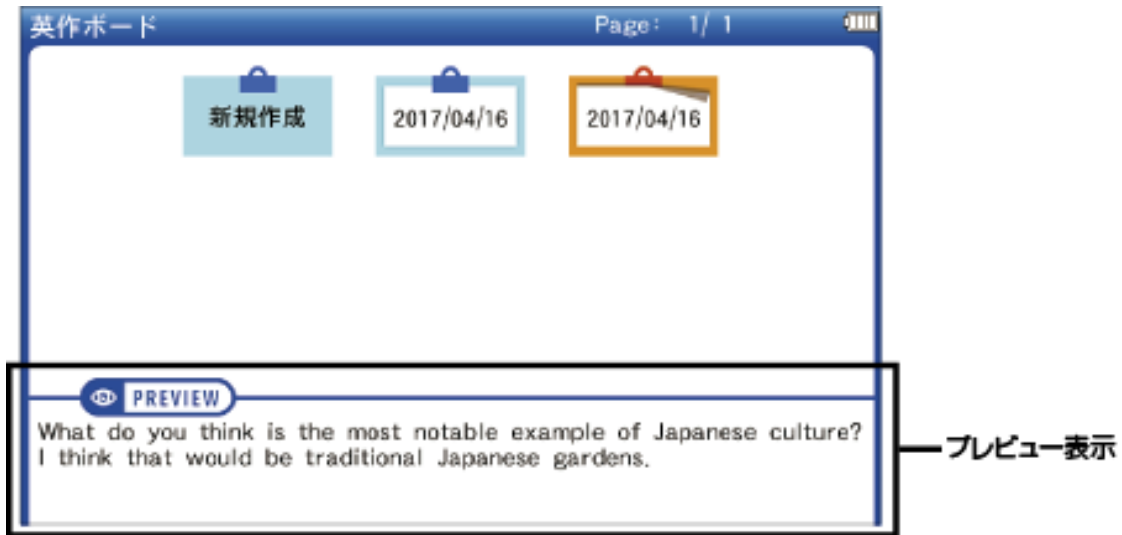 英作ボード Page: 1/ 1
新規作成 2017/04/16 2017/04/16
PREVIEW
What do you think is the most notable example of Japanese culture?
I think that would be traditional Japanese gardens.
プレビュー表示